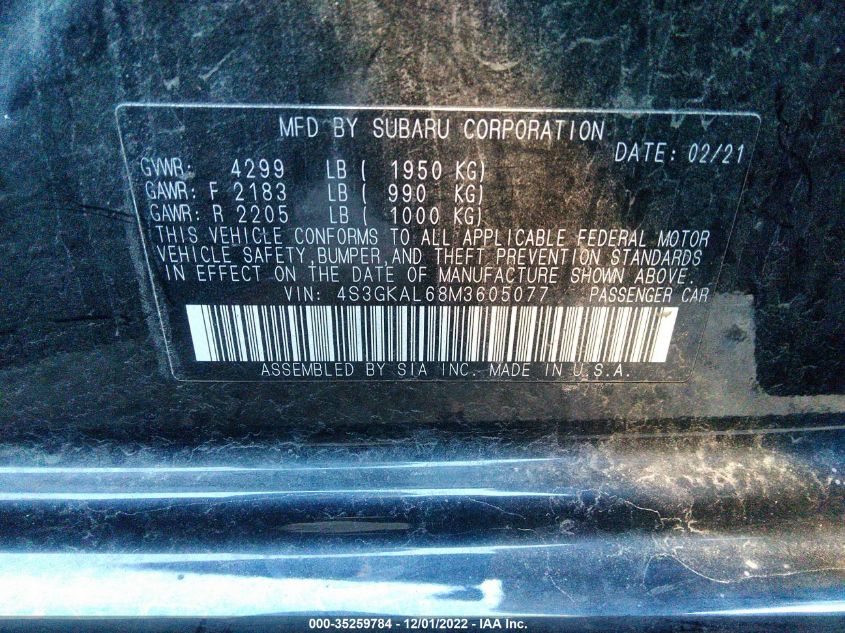 MFD BY SUBARU CORPORATION
DATE: 02/21
GVWR: 4299 LB ( 1950 KG)
GAWR: F 2183 LB ( 990 KG)
GAWR: R 2205 LB ( 1000 KG)
THIS VEHICLE CONFORMS TO ALL APPLICABLE FEDERAL MOTOR
VEHICLE SAFETY, BUMPER, AND THEFT PREVENTION STANDARDS
IN EFFECT ON THE DATE OF MANUFACTURE SHOWN ABOVE.
VIN: 4S3GKAL68M3605077 PASSENGER CAR
ASSEMBLED BY SIA INC. MADE IN U.S.A.
000-35259784 - 12/01/2022 - IAA Inc.